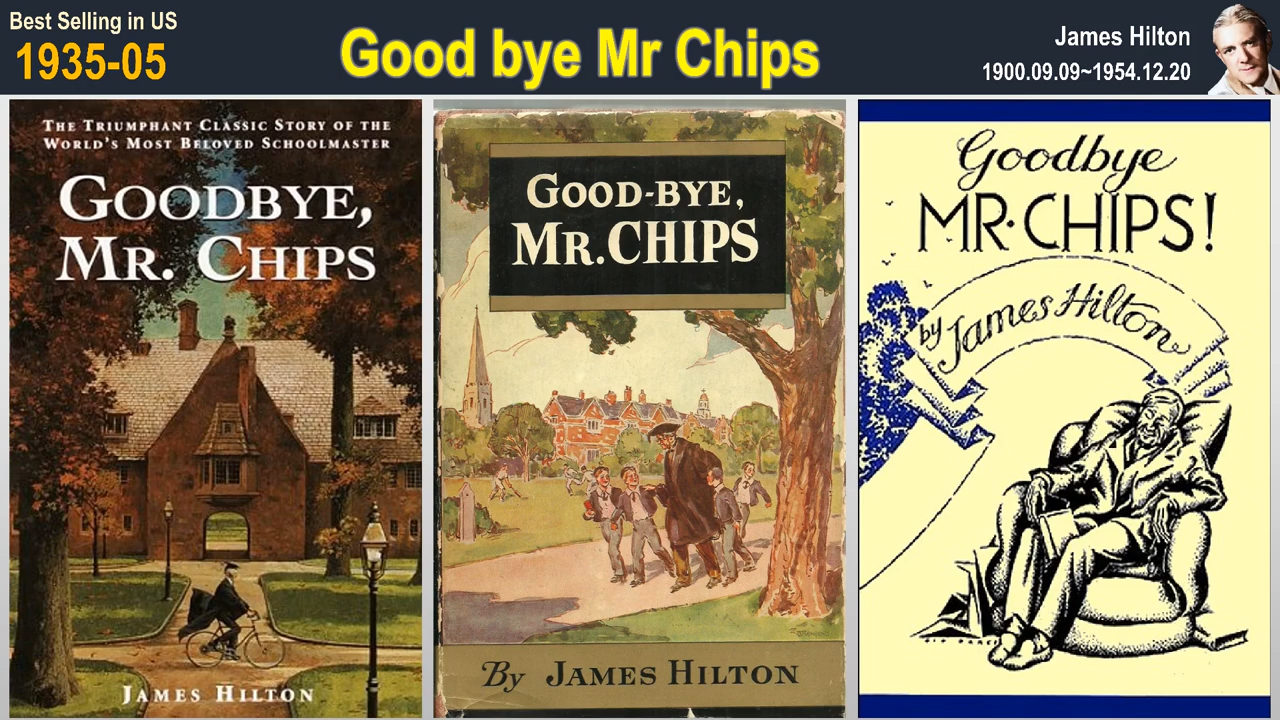 Best Selling in US
1935-05
Good bye Mr Chips
James Hilton
1900.09.09~1954.12.20
THE TRIUMPHANT CLASSIC STORY OF THE
WORLD'S MOST BELOVED SCHOOLMASTER
GOODBYE,
MR. CHIPS
JAMES HILTON
GOOD-BYE,
MR. CHIPS
By JAMES HILTON
Goodbye
MR. CHIPS!
by James Hilton